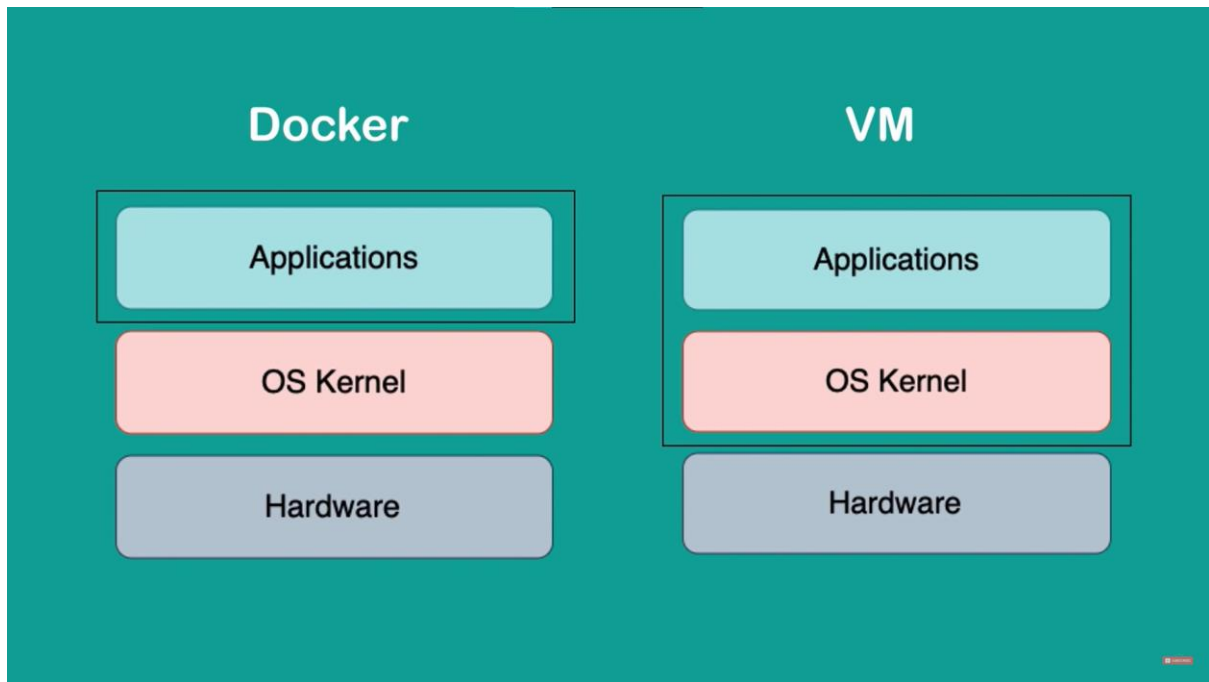 Docker
Applications
OS Kernel
Hardware
VM
Applications
OS Kernel
Hardware